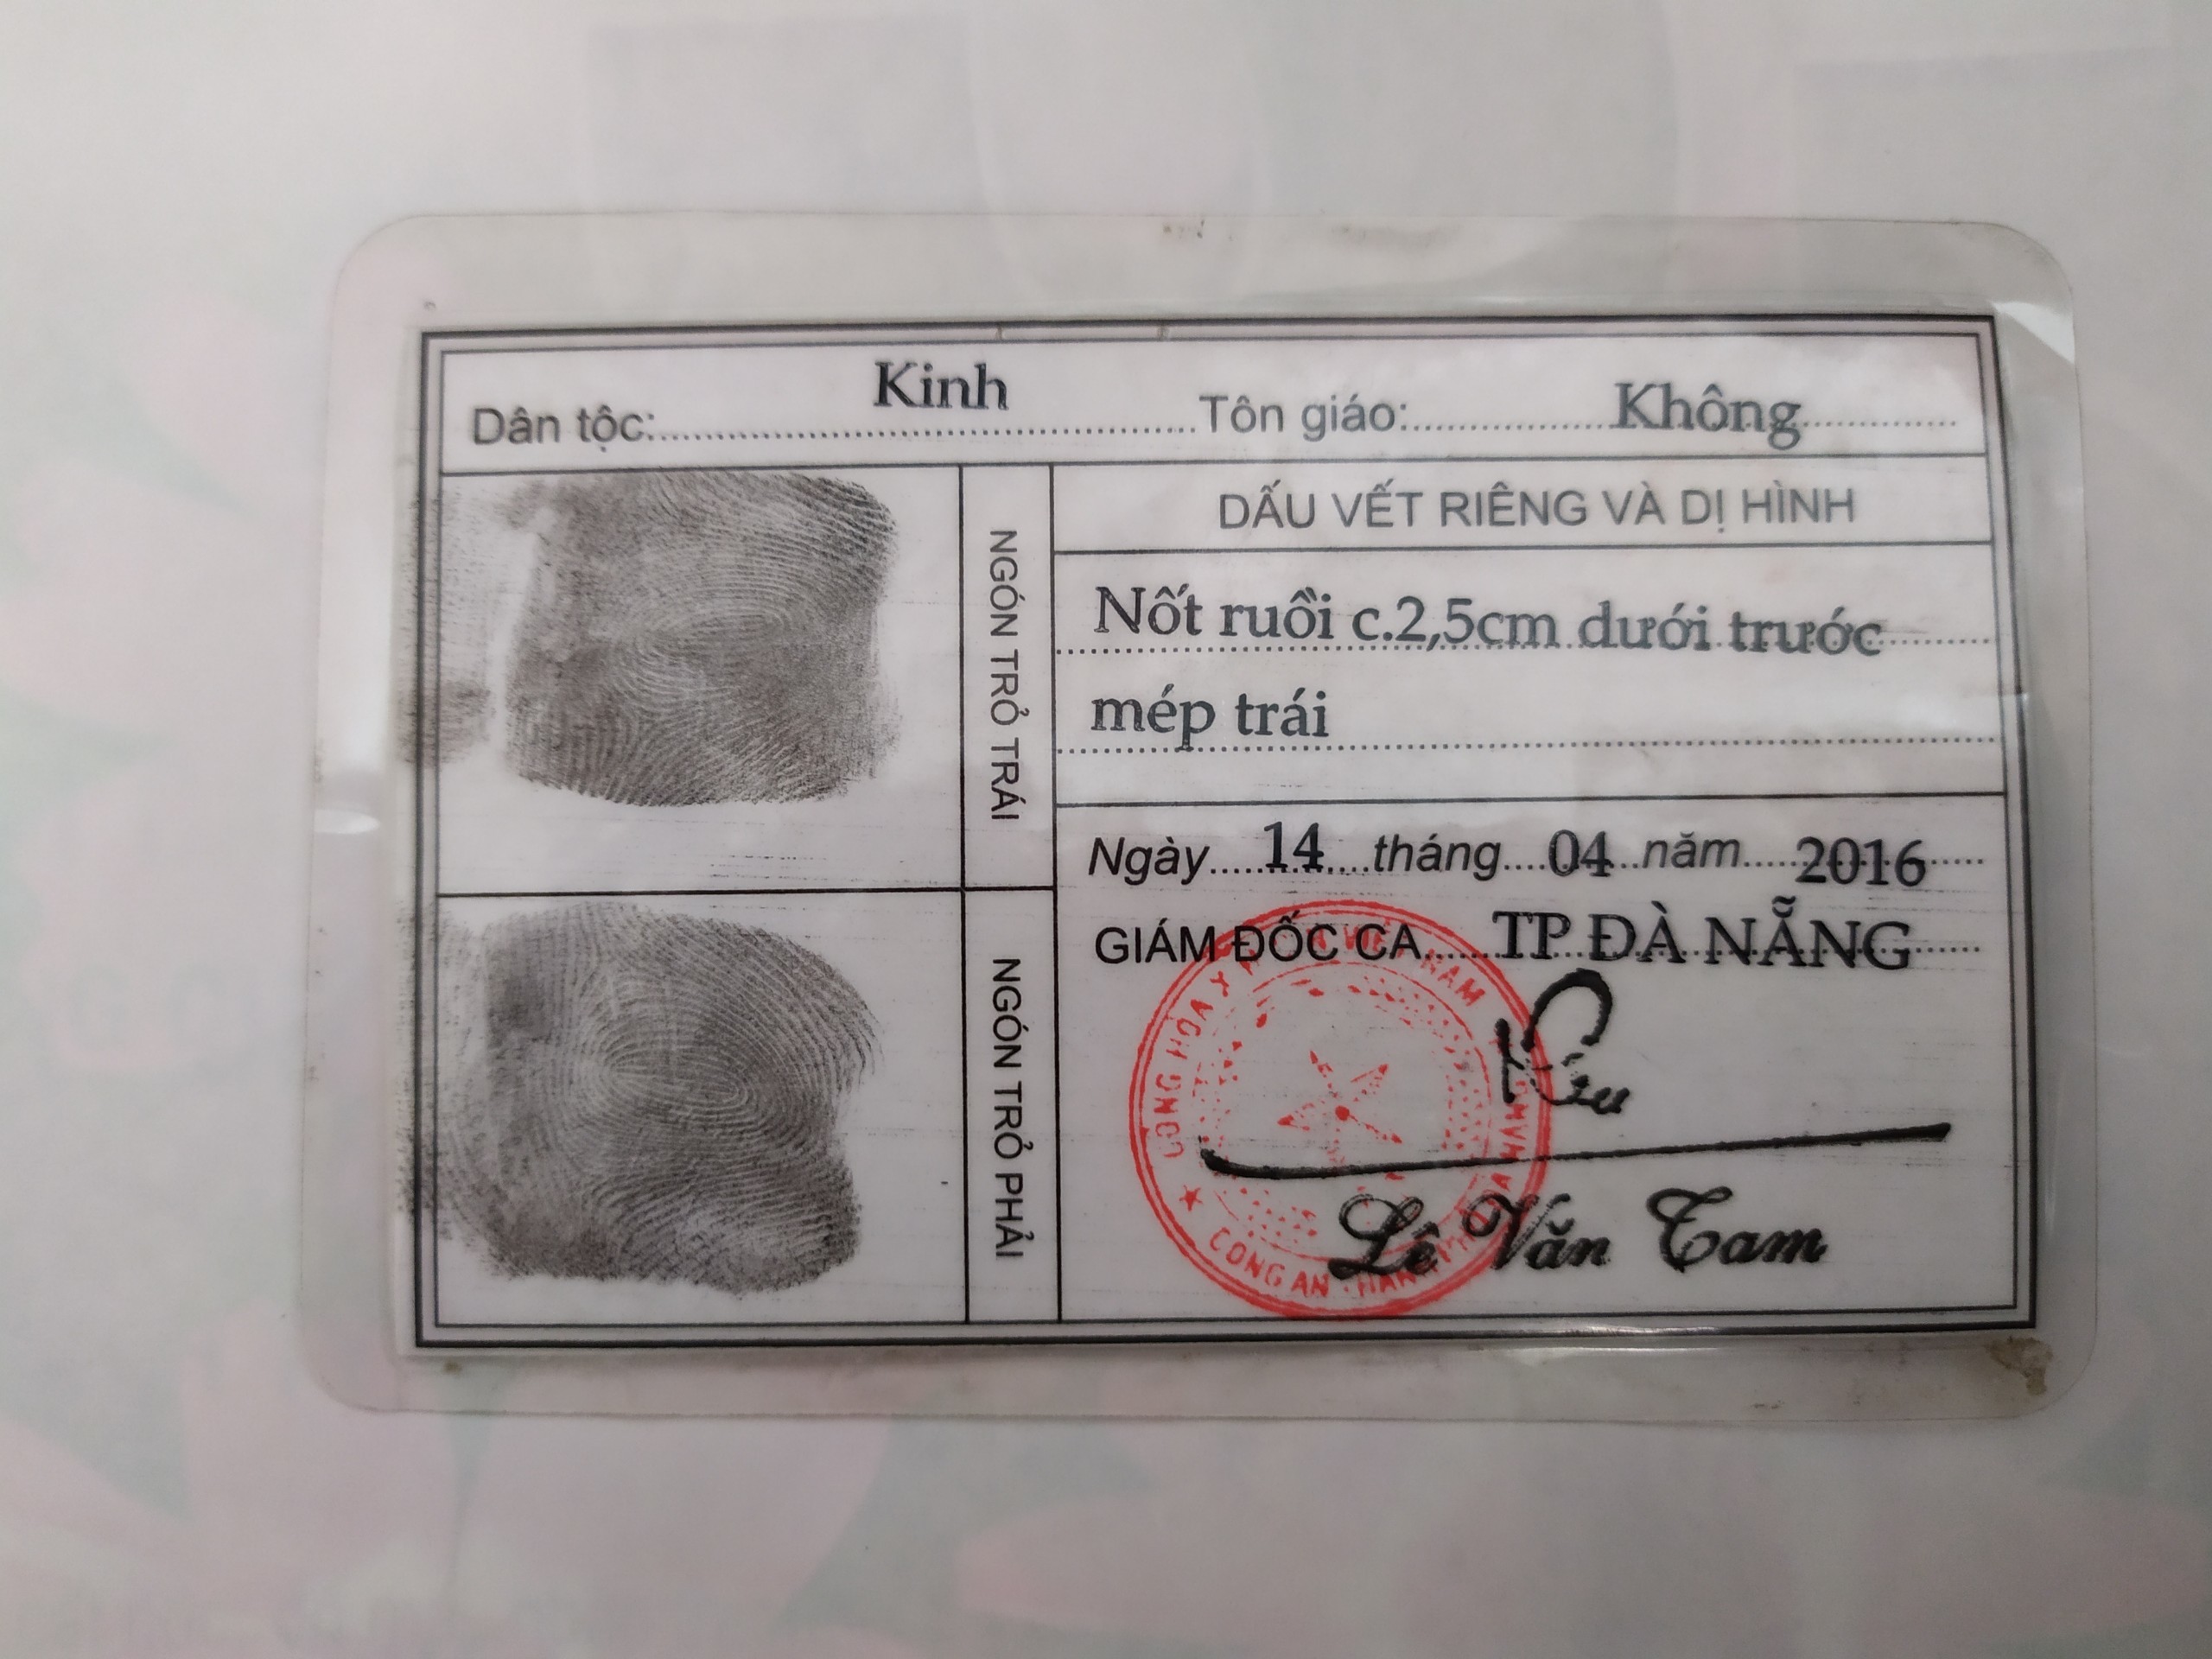 Dân tộc: Kinh Tôn giáo: Không
DẤU VẾT RIÊNG VÀ DỊ HÌNH
NGÓN TRỎ TRÁI
Nốt ruồi c.2,5cm dưới trước
mép trái
Ngày 14 tháng 04 năm 2016
GIÁM ĐỐC CA TP ĐÀ NẴNG
NGÓN TRỎ PHẢI
CÔNG AN
Lê Văn Tam